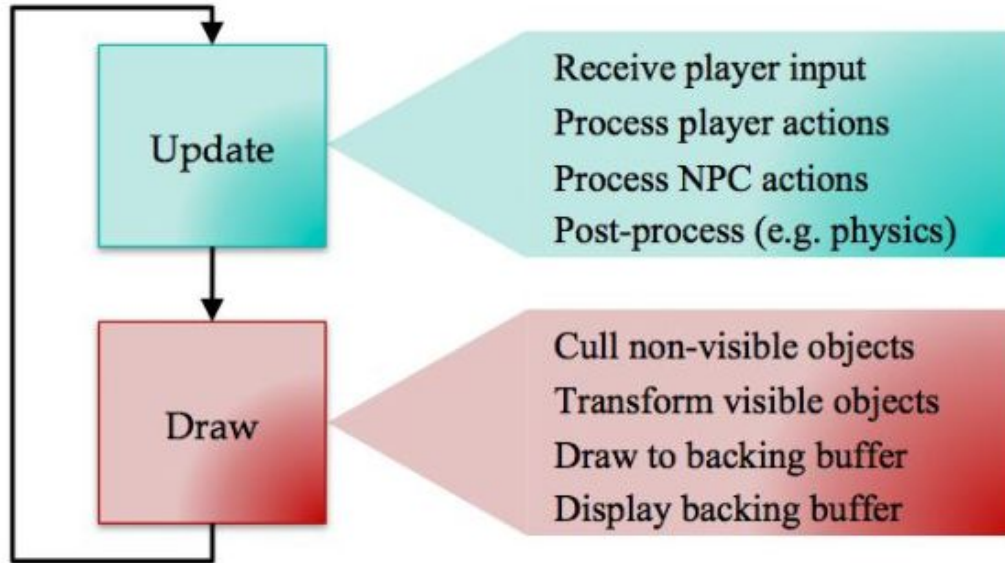 Update
Receive player input
Process player actions
Process NPC actions
Post-process (e.g. physics)
Draw
Cull non-visible objects
Transform visible objects
Draw to backing buffer
Display backing buffer